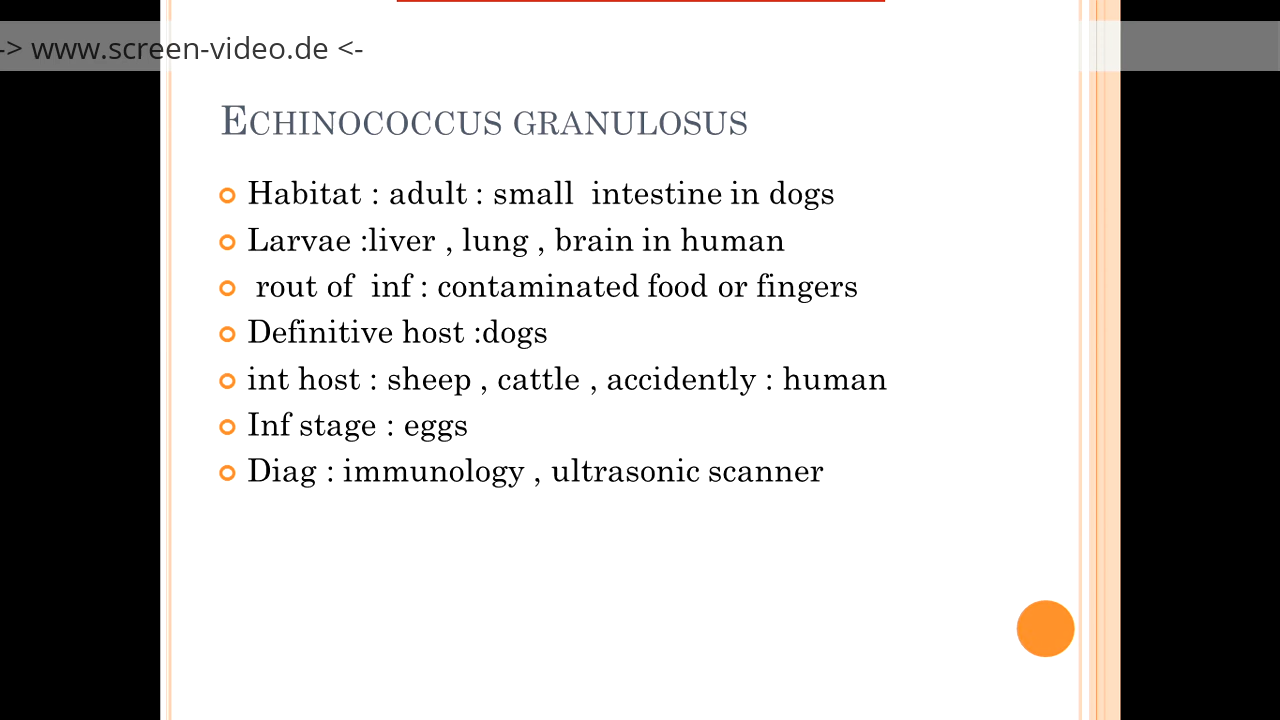 -> www.screen-video.de <-
ECHINOCOCCUS GRANULOSUS
Habitat : adult : small intestine in dogs
Larvae :liver , lung , brain in human
rout of inf : contaminated food or fingers
Definitive host :dogs
int host : sheep , cattle , accidently : human
Inf stage : eggs
Diag : immunology , ultrasonic scanner